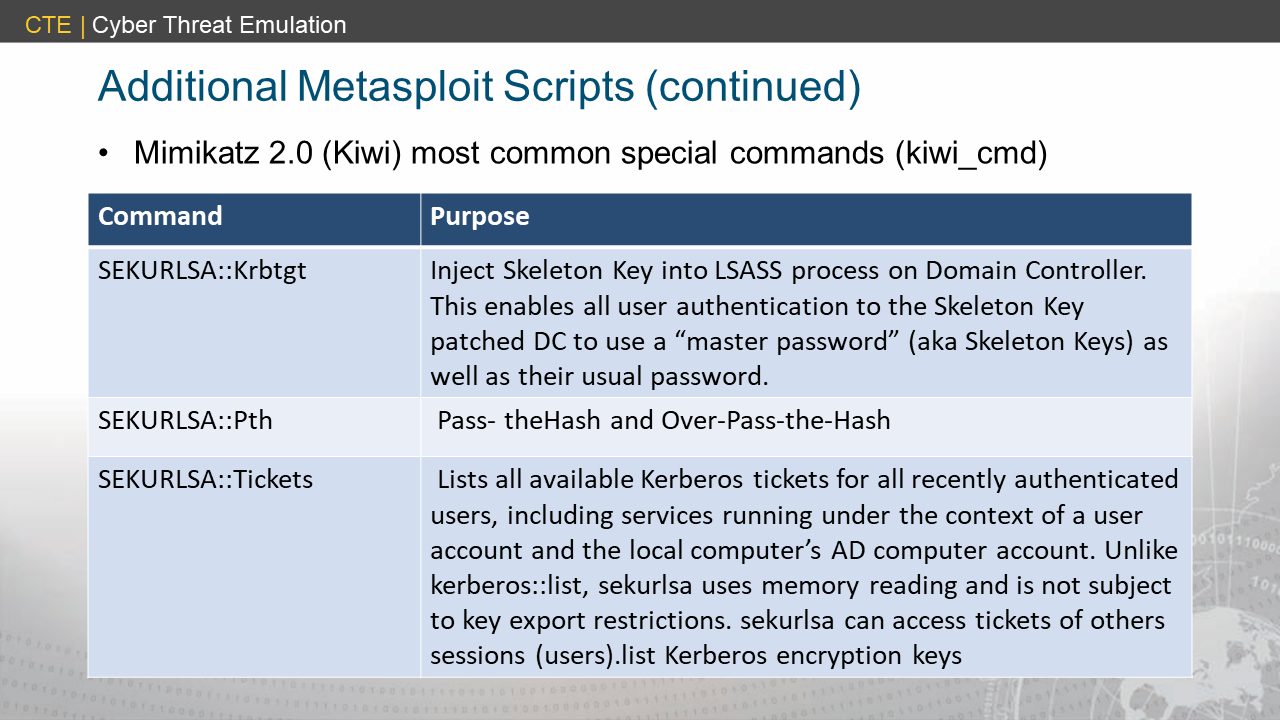 CTE | Cyber Threat Emulation
Additional Metasploit Scripts (continued)
• Mimikatz 2.0 (Kiwi) most common special commands (kiwi_cmd)
Command
Purpose
SEKURLSA::Krbtgt
Inject Skeleton Key into LSASS process on Domain Controller.
This enables all user authentication to the Skeleton Key
patched DC to use a “master password” (aka Skeleton Keys) as
well as their usual password.
SEKURLSA::Pth
Pass- theHash and Over-Pass-the-Hash
SEKURLSA::Tickets
Lists all available Kerberos tickets for all recently authenticated
users, including services running under the context of a user
account and the local computer’s AD computer account. Unlike
kerberos::list, sekurlsa uses memory reading and is not subject
to key export restrictions. sekurlsa can access tickets of others
sessions (users).list Kerberos encryption keys